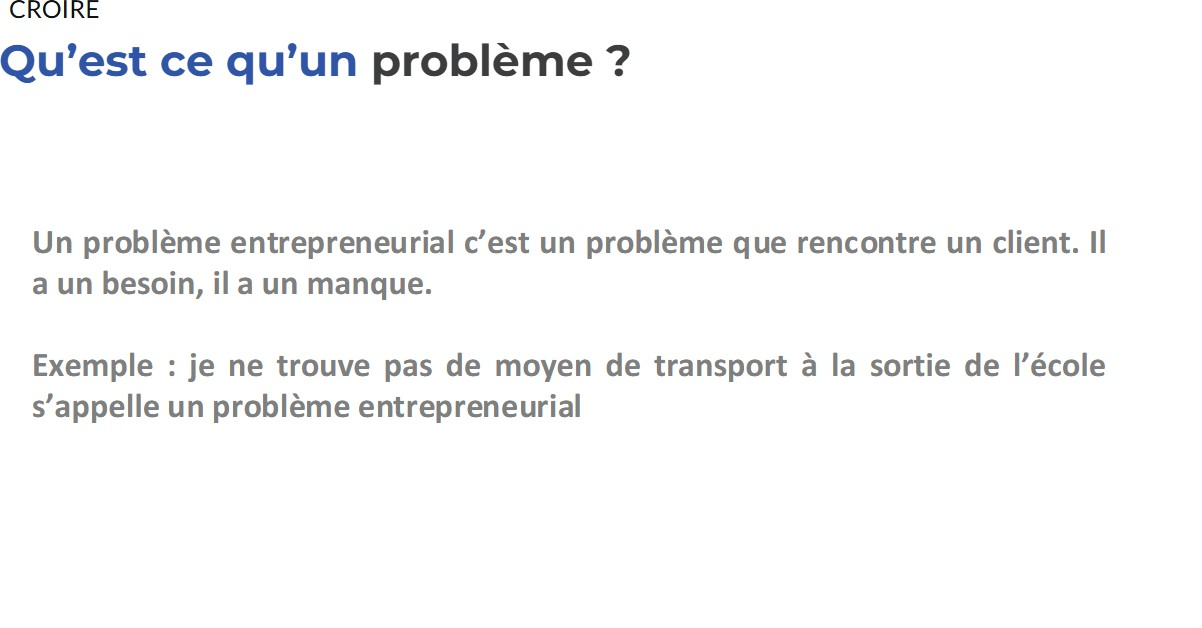 CROIRE
Qu’est ce qu’un problème ?
Un problème entrepreneurial c’est un problème que rencontre un client. Il
a un besoin, il a un manque.
Exemple : je ne trouve pas de moyen de transport à la sortie de l’école
s’appelle un problème entrepreneurial